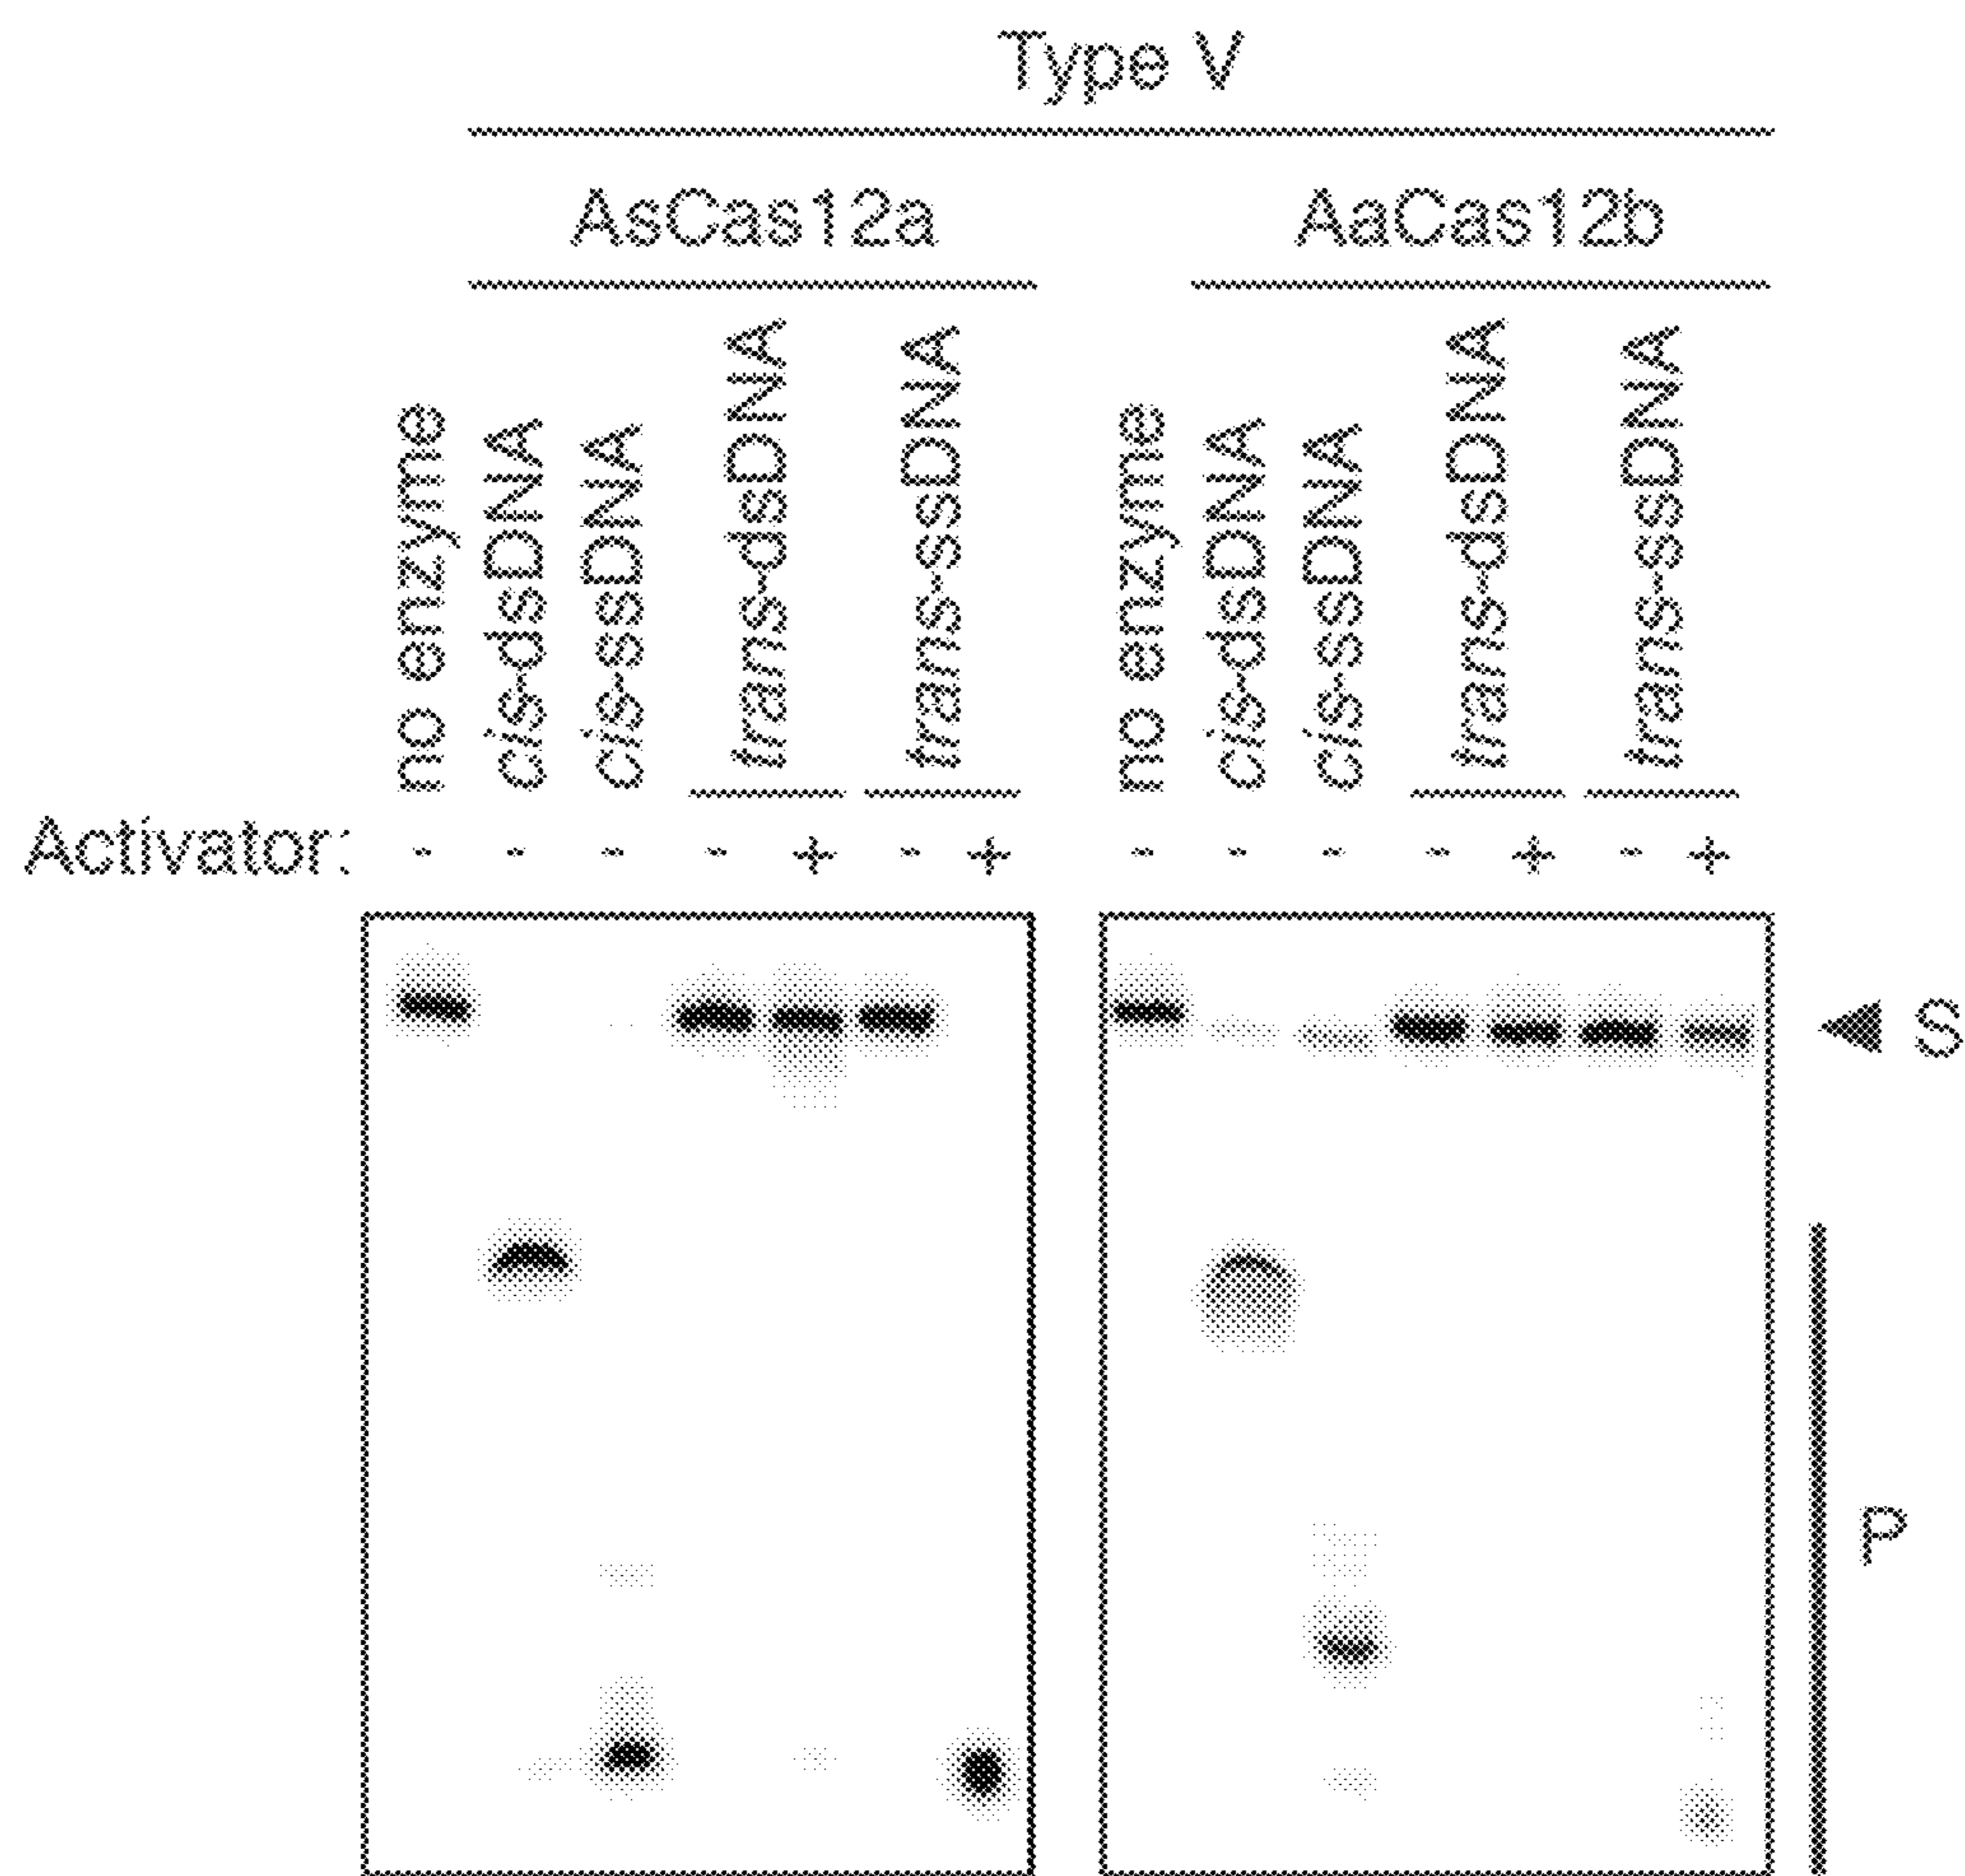 Type V
AsCas12a AaCas12b
no enzyme cis-dsDNA cis-ssDNA trans-dsDNA trans-ssDNA no enzyme cis-dsDNA cis-ssDNA trans-dsDNA trans-ssDNA
Activator: - - - - + - + - - - - + - +
S
P